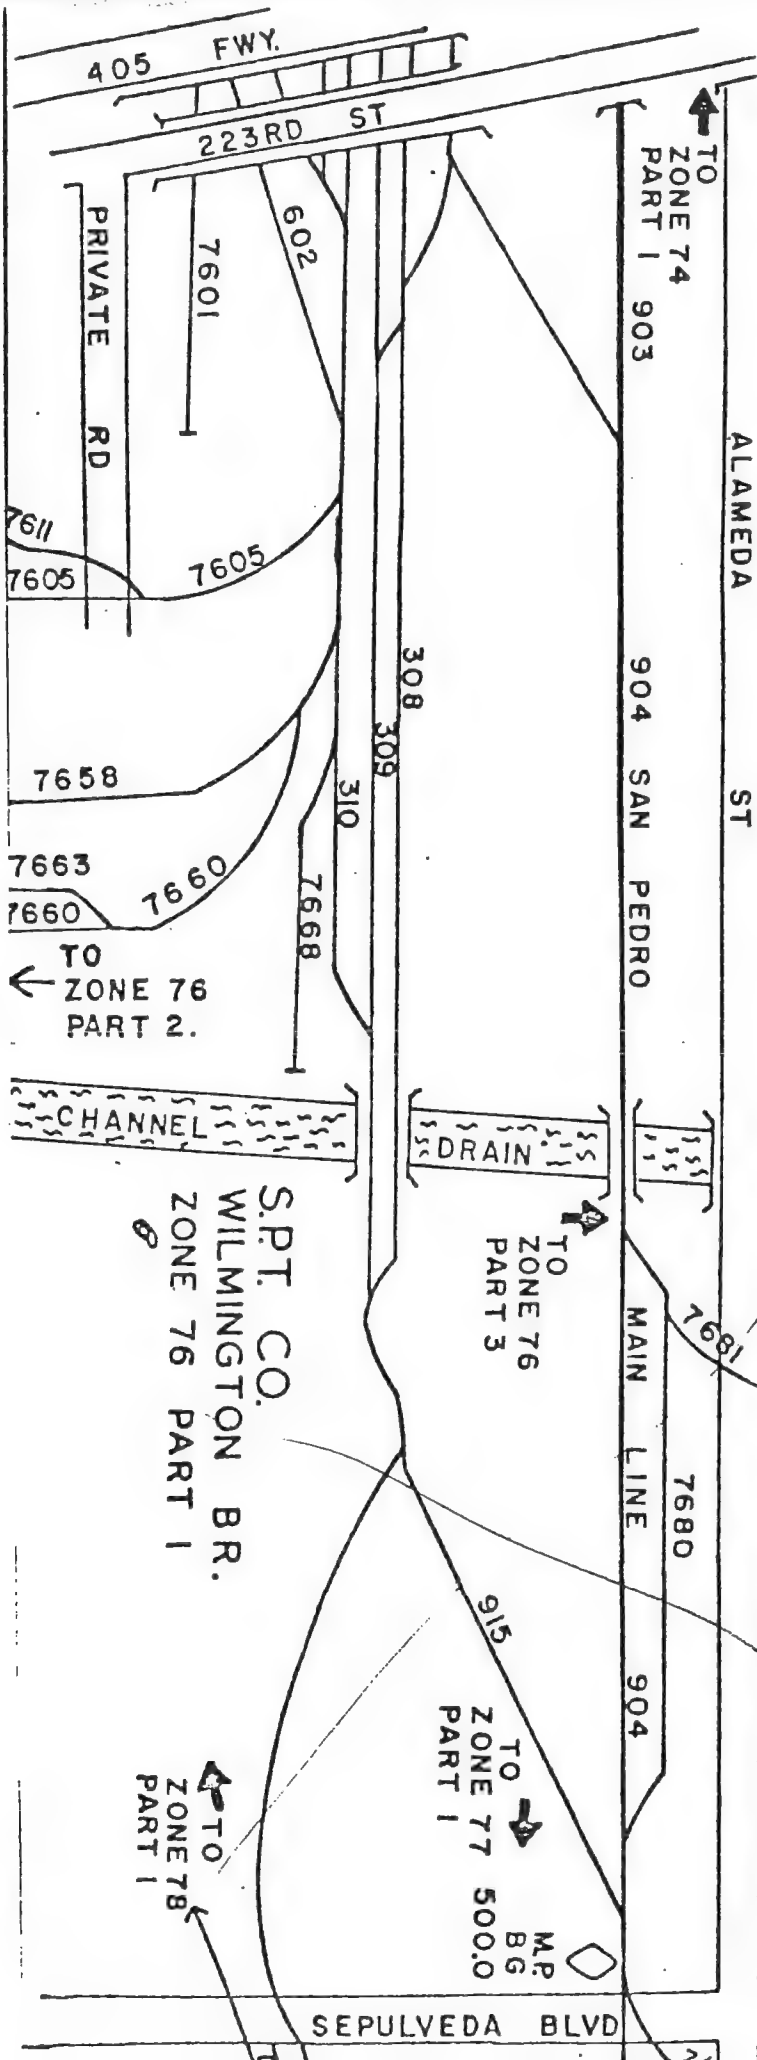 405 FWY.
223RD ST
TO
ZONE 74
PART 1
903
PRIVATE RD
7601
602
ALAMEDA ST
7611
7605
7605
308
309
310
904 SAN PEDRO
7658
7663
7660
7660
7668
TO
ZONE 76
PART 2.
CHANNEL
DRAIN
S.P.T. CO.
WILMINGTON BR.
ZONE 76 PART 1
TO
ZONE 76
PART 3
MAIN LINE
7681
7680
915
904
TO
ZONE 77
PART 1
TO
ZONE 78
PART 1
M.P.
BG
500.0
SEPULVEDA BLVD